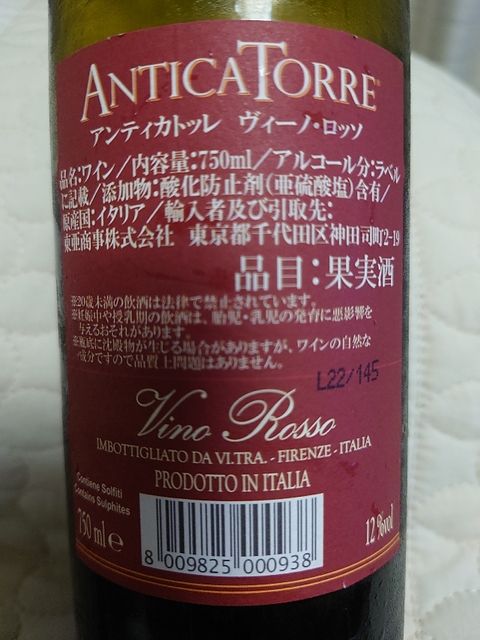 ANTICA TORRE
アンティカトッレ ヴィーノ・ロッソ
品名:ワイン/内容量:750ml/アルコール分:ラベル
に記載/添加物:酸化防止剤(亜硫酸塩)含有/
原産国:イタリア/輸入者及び引取先:
東亜商事株式会社 東京都千代田区神田司町2-19
品目:果実酒
※20歳未満の飲酒は法律で禁止されています。
※妊娠中や授乳期の飲酒は、胎児・乳児の発育に悪影響を
与えるおそれがあります。
※瓶底に沈殿物が生じる場合がありますが、ワインの自然な
成分ですので品質上問題はありません。
L22/145
Vino Rosso
IMBOTTIGLIATO DA VI.TRA. - FIRENZE - ITALIA
PRODOTTO IN ITALIA
Contiene Solfiti
Contains Sulphites
750 ml e
12%vol
8 009825 000938